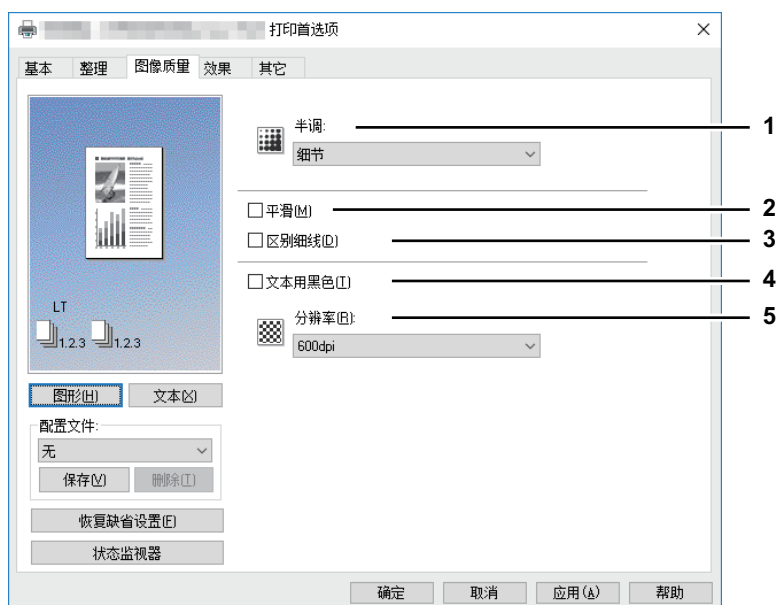 打印首选项
基本 整理 图像质量 效果 其它
半调: 1
细节
平滑(M) 2
区别细线(D) 3
文本用黑色(T) 4
分辨率(R): 5
600dpi
LT
1.2.3 1.2.3
图形(H) 文本(X)
配置文件:
无
保存(V) 删除(T)
恢复缺省设置(F)
状态监视器
确定 取消 应用(A) 帮助